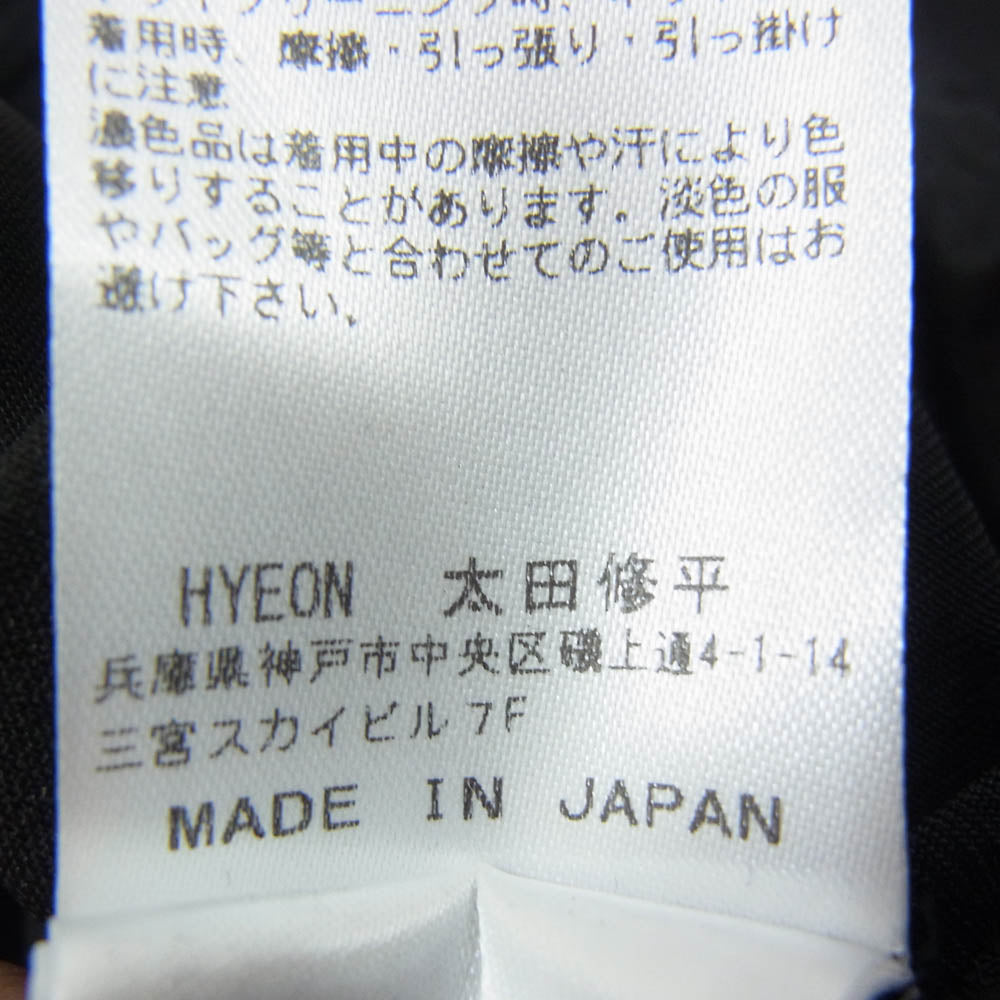 着用時、摩擦・引っ張り・引っ掛け
に注意
濃色品は着用中の摩擦や汗により色
移りすることがあります。淡色の服
やバッグ等と合わせてのご使用はお
避け下さい。
HYEON 太田修平
兵庫県神戸市中央区磯上通4-1-14
三宮スカイビル7F
MADE IN JAPAN